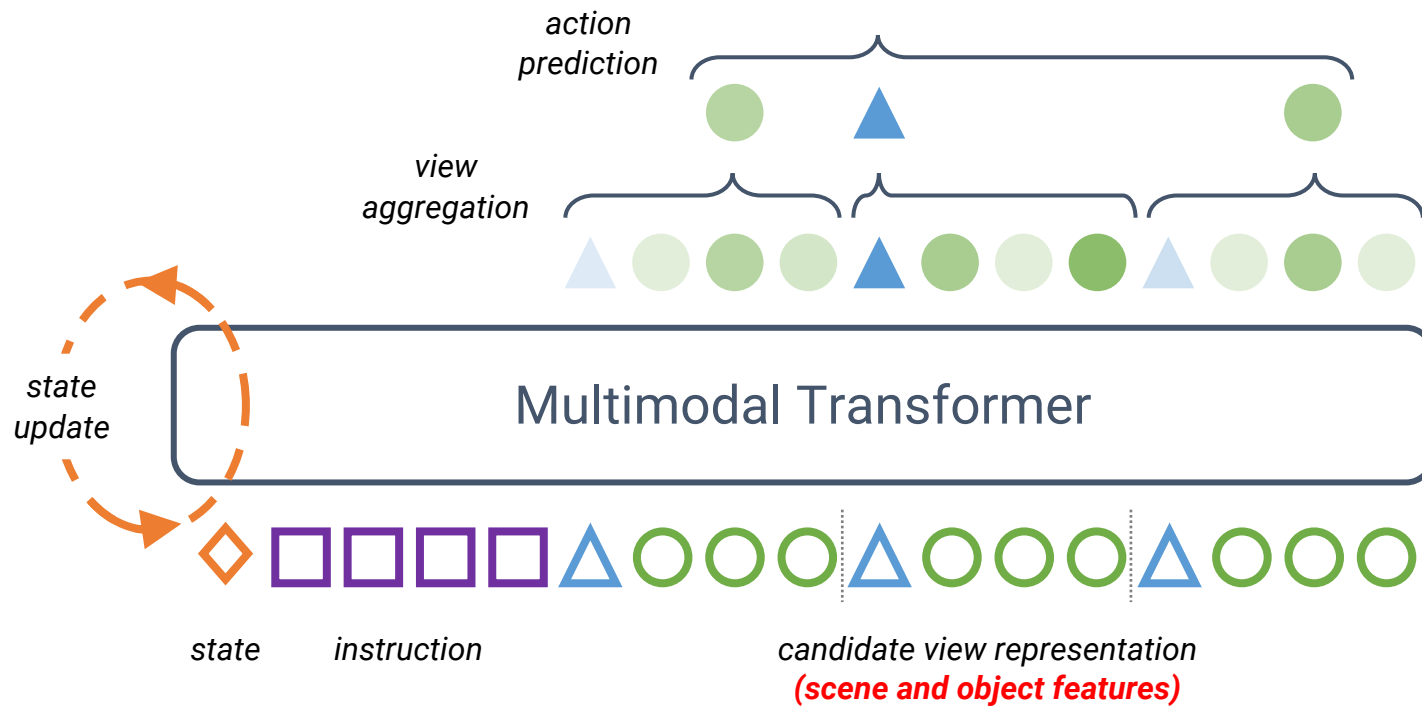 action
prediction
view
aggregation
state
update
Multimodal Transformer
state
instruction
candidate view representation
(scene and object features)